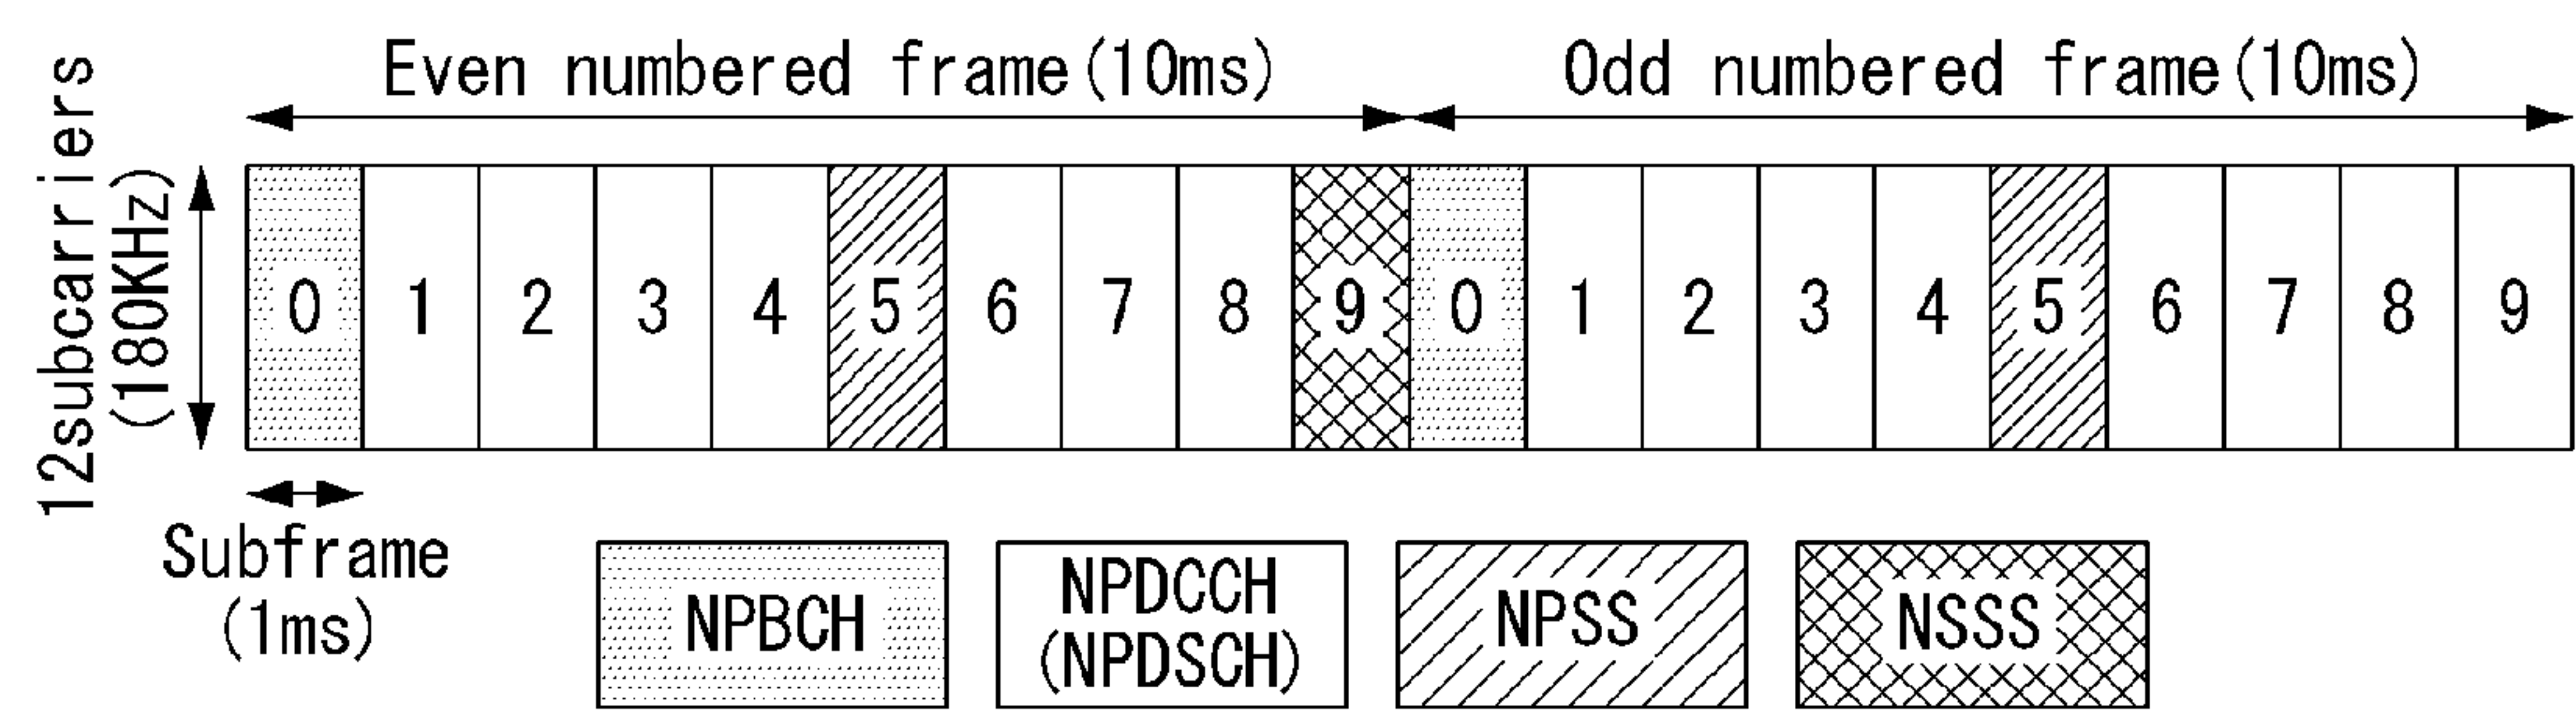 Even numbered frame(10ms)
Odd numbered frame(10ms)
12subcarriers
(180KHz)
0 1 2 3 4 5 6 7 8 9 0 1 2 3 4 5 6 7 8 9
Subframe
(1ms)
NPBCH
NPDCCH
(NPDSCH)
NPSS
NSSS